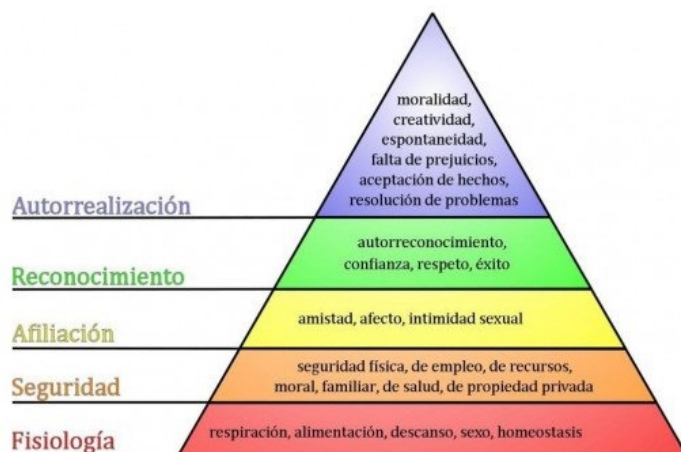 moralidad,
creatividad,
espontaneidad,
falta de prejuicios,
aceptación de hechos,
resolución de problemas
Autorrealización
autorreconocimiento,
confianza, respeto, éxito
Reconocimiento
amistad, afecto, intimidad sexual
Afiliación
seguridad física, de empleo, de recursos,
moral, familiar, de salud, de propiedad privada
Seguridad
respiración, alimentación, descanso, sexo, homeostasis
Fisiología